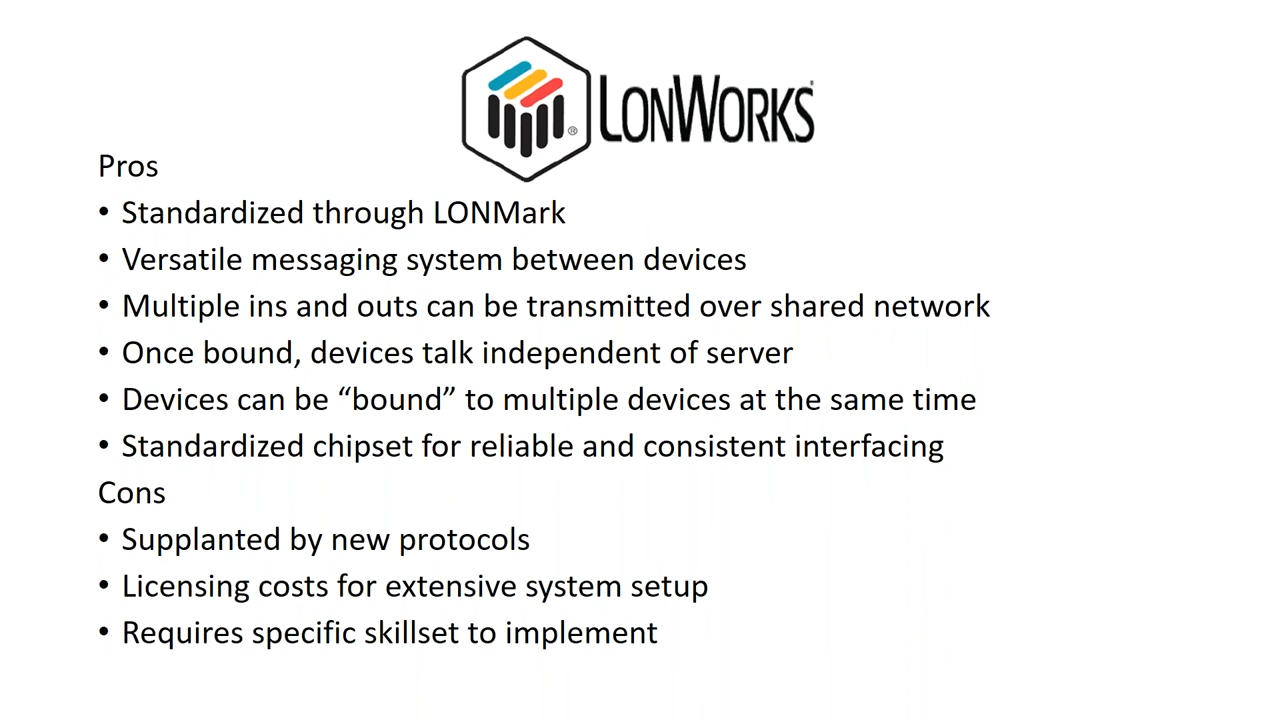 LONWORKS
Pros
• Standardized through LONMark
• Versatile messaging system between devices
• Multiple ins and outs can be transmitted over shared network
• Once bound, devices talk independent of server
• Devices can be “bound” to multiple devices at the same time
• Standardized chipset for reliable and consistent interfacing
Cons
• Supplanted by new protocols
• Licensing costs for extensive system setup
• Requires specific skillset to implement